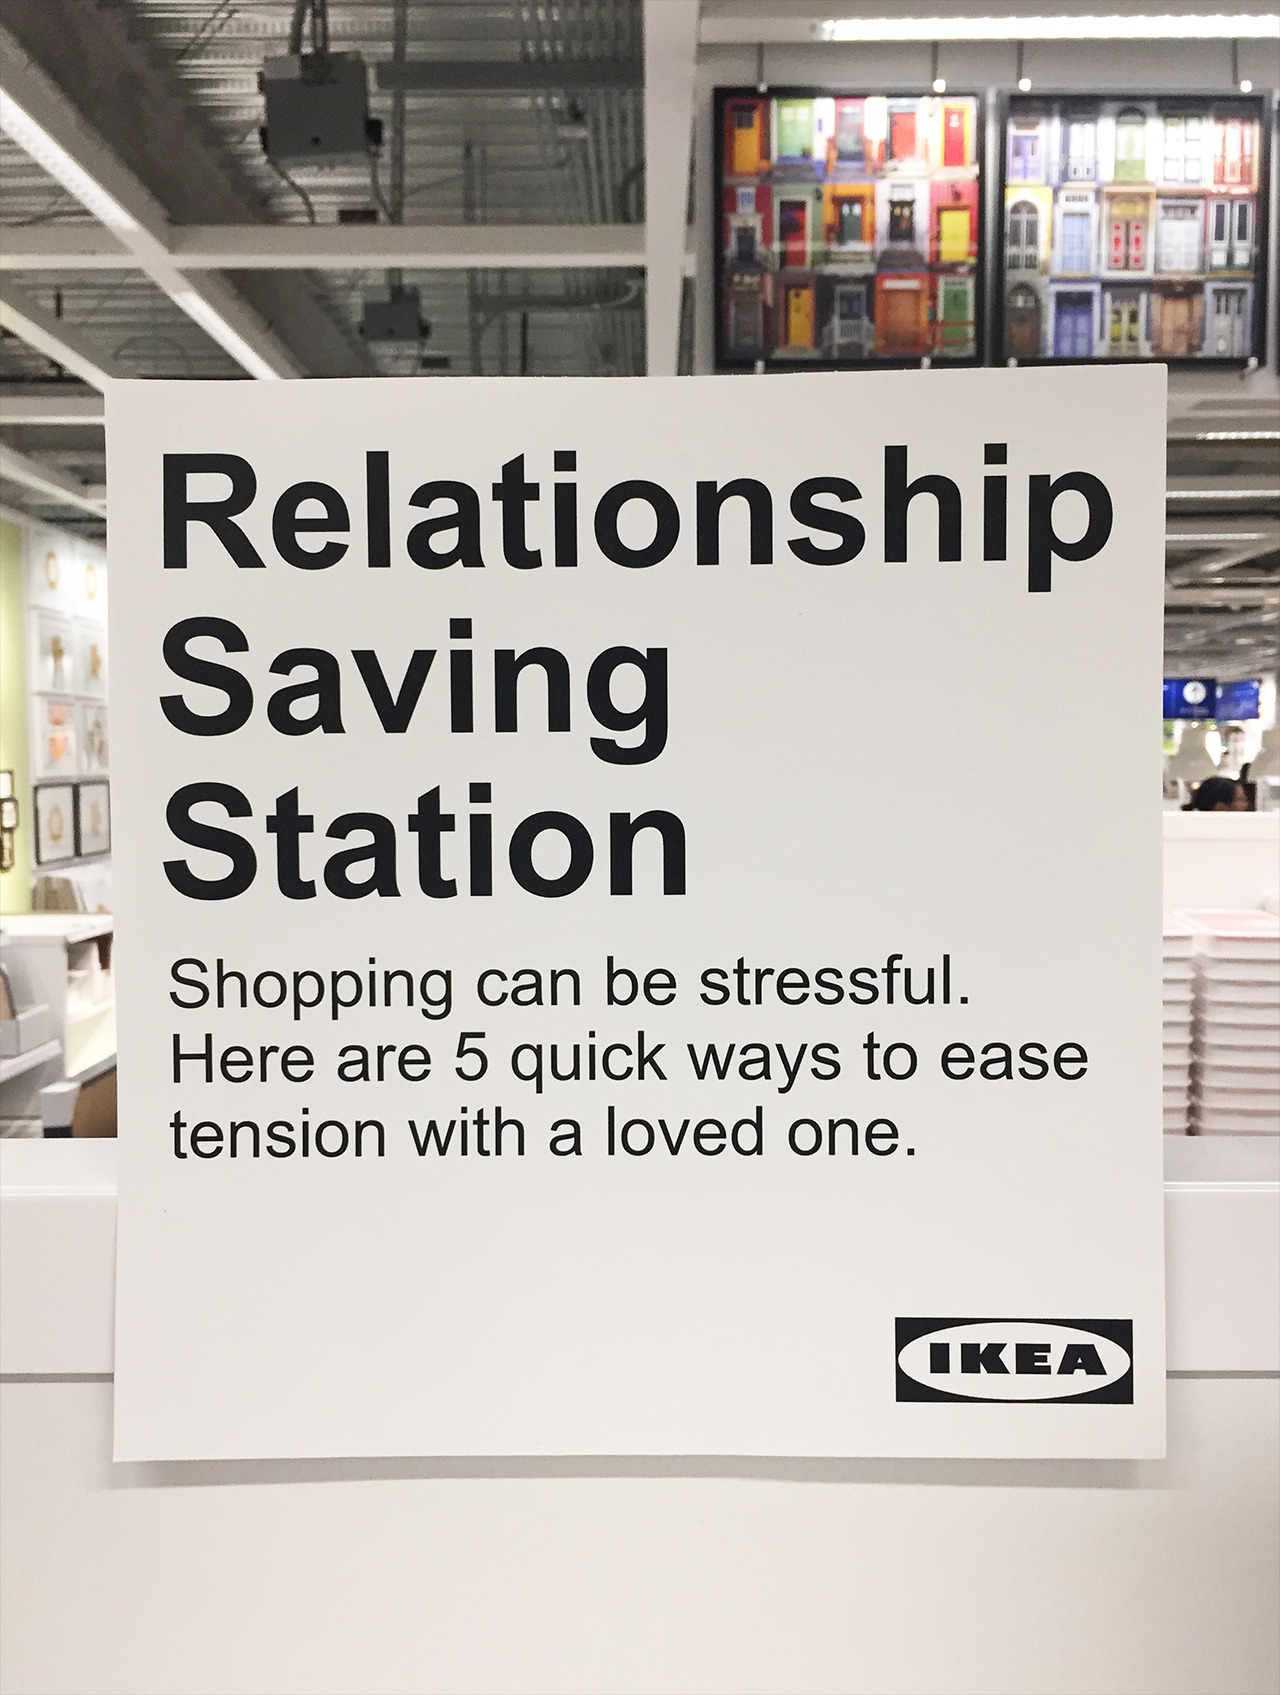 Relationship
Saving
Station
Shopping can be stressful.
Here are 5 quick ways to ease
tension with a loved one.
IKEA